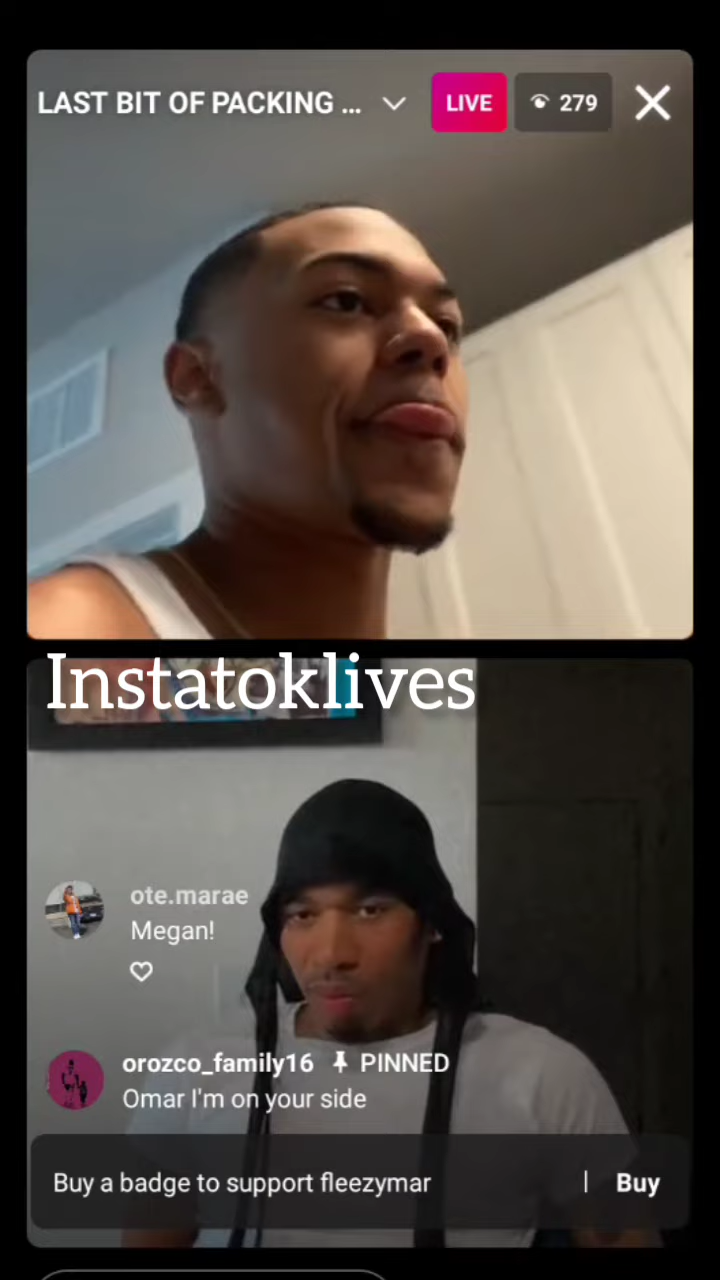 LAST BIT OF PACKING ...
LIVE
279
Instatoklives
ote.marae
Megan!
orozco_family16 PINNED
Omar I'm on your side
Buy a badge to support fleezymar | Buy